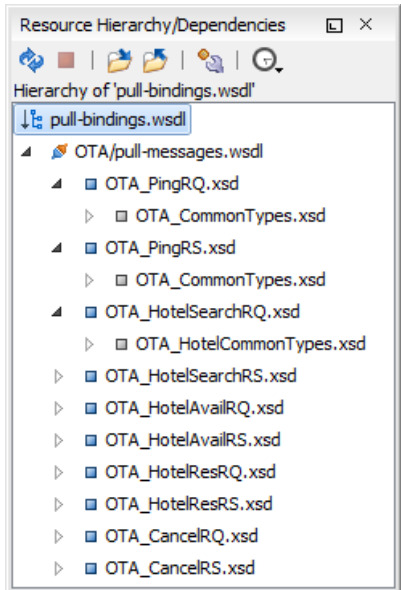 Resource Hierarchy/Dependencies
Hierarchy of 'pull-bindings.wsdl'
pull-bindings.wsdl
OTA/pull-messages.wsdl
OTA_PingRQ.xsd
OTA_CommonTypes.xsd
OTA_PingRS.xsd
OTA_CommonTypes.xsd
OTA_HotelSearchRQ.xsd
OTA_HotelCommonTypes.xsd
OTA_HotelSearchRS.xsd
OTA_HotelAvailRQ.xsd
OTA_HotelAvailRS.xsd
OTA_HotelResRQ.xsd
OTA_HotelResRS.xsd
OTA_CancelRQ.xsd
OTA_CancelRS.xsd